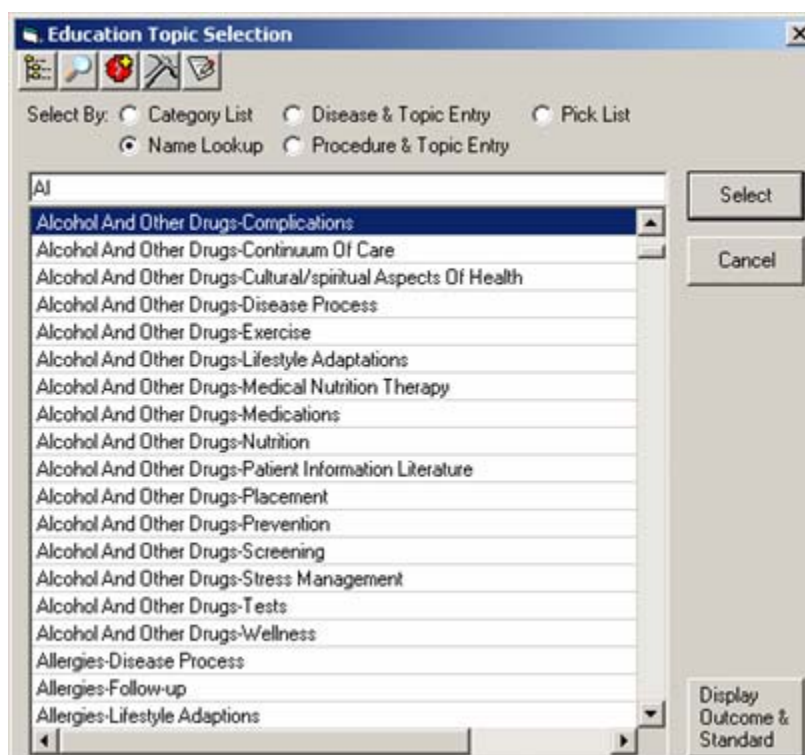 Education Topic Selection
Select By: Category List Disease & Topic Entry Pick List
Name Lookup Procedure & Topic Entry
Al
Select
Cancel
Alcohol And Other Drugs-Complications
Alcohol And Other Drugs-Continuum Of Care
Alcohol And Other Drugs-Cultural/spiritual Aspects Of Health
Alcohol And Other Drugs-Disease Process
Alcohol And Other Drugs-Exercise
Alcohol And Other Drugs-Lifestyle Adaptations
Alcohol And Other Drugs-Medical Nutrition Therapy
Alcohol And Other Drugs-Medications
Alcohol And Other Drugs-Nutrition
Alcohol And Other Drugs-Patient Information Literature
Alcohol And Other Drugs-Placement
Alcohol And Other Drugs-Prevention
Alcohol And Other Drugs-Screening
Alcohol And Other Drugs-Stress Management
Alcohol And Other Drugs-Tests
Alcohol And Other Drugs-Wellness
Allergies-Disease Process
Allergies-Follow-up
Allergies-Lifestyle Adaptions
Display
Outcome &
Standard